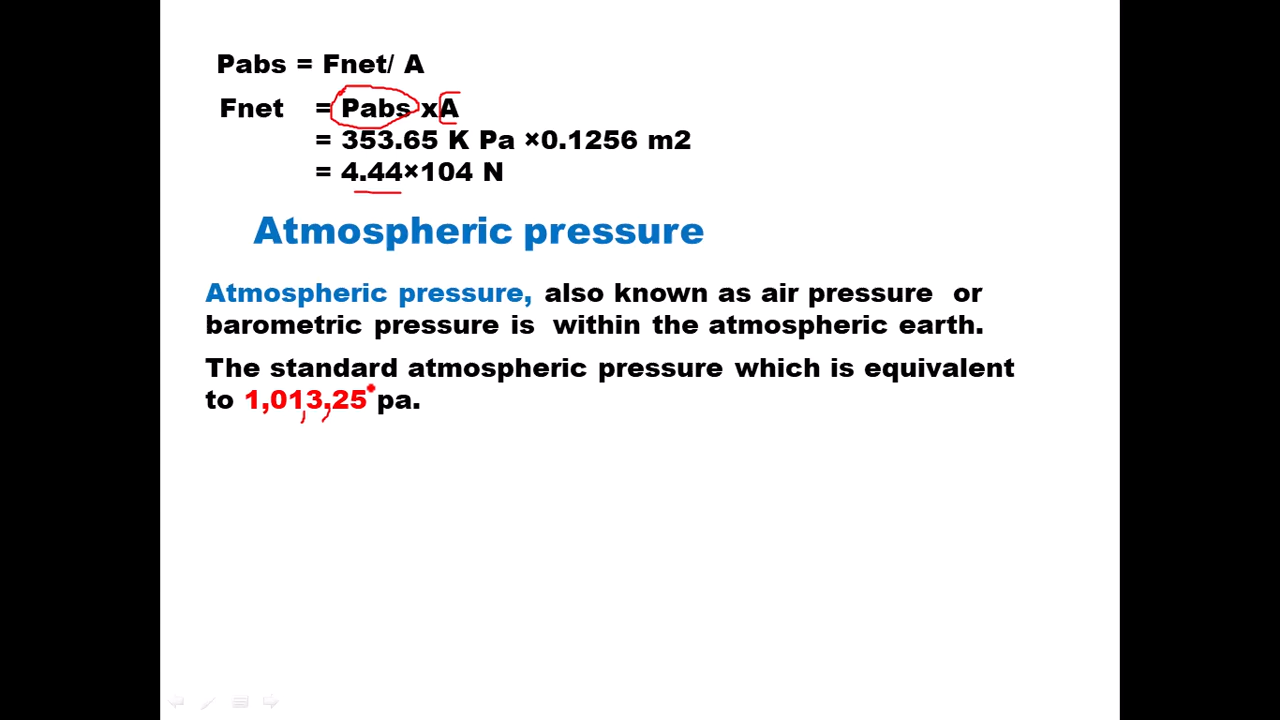 Pabs = Fnet/ A
Fnet = Pabs xA
= 353.65 K Pa ×0.1256 m2
= 4.44×104 N
Atmospheric pressure
Atmospheric pressure, also known as air pressure or
barometric pressure is within the atmospheric earth.
The standard atmospheric pressure which is equivalent
to 1,013,25 pa.